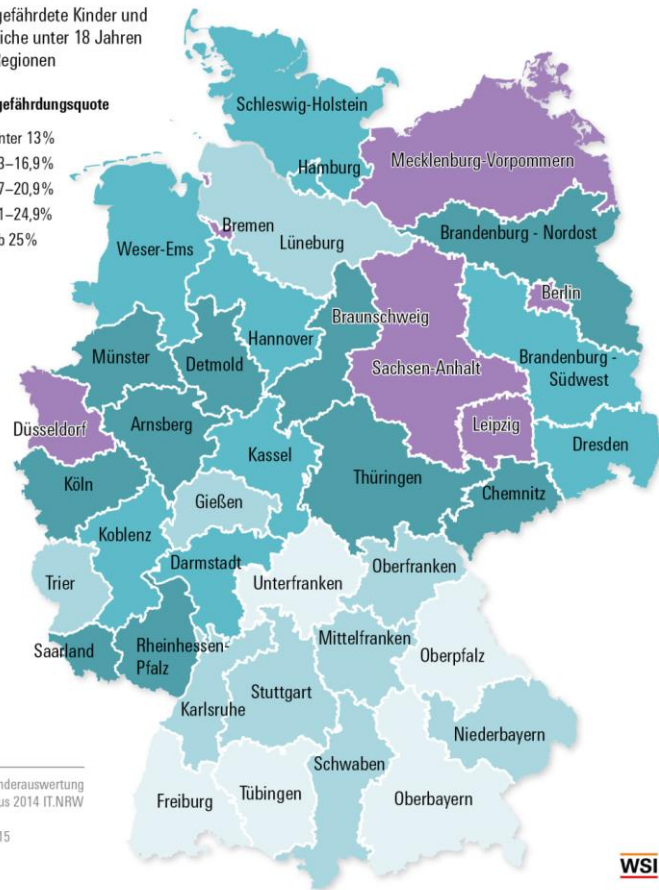 gefährdete Kinder und
iche unter 18 Jahren
egionen
gefährdungsquote
nter 13%
3–16,9%
7–20,9%
1–24,9%
b 25%
Schleswig-Holstein
Hamburg
Mecklenburg-Vorpommern
Bremen
Lüneburg
Brandenburg - Nordost
Weser-Ems
Berlin
Braunschweig
Hannover
Münster
Detmold
Sachsen-Anhalt
Brandenburg -
Südwest
Düsseldorf
Arnsberg
Leipzig
Kassel
Dresden
Köln
Thüringen
Chemnitz
Gießen
Koblenz
Darmstadt
Oberfranken
Trier
Unterfranken
Mittelfranken
Saarland
Rheinhessen-
Pfalz
Oberpfalz
Stuttgart
Karlsruhe
Niederbayern
Schwaben
Freiburg
Tübingen
Oberbayern
nderauswertung
us 2014 IT.NRW
15
WSI